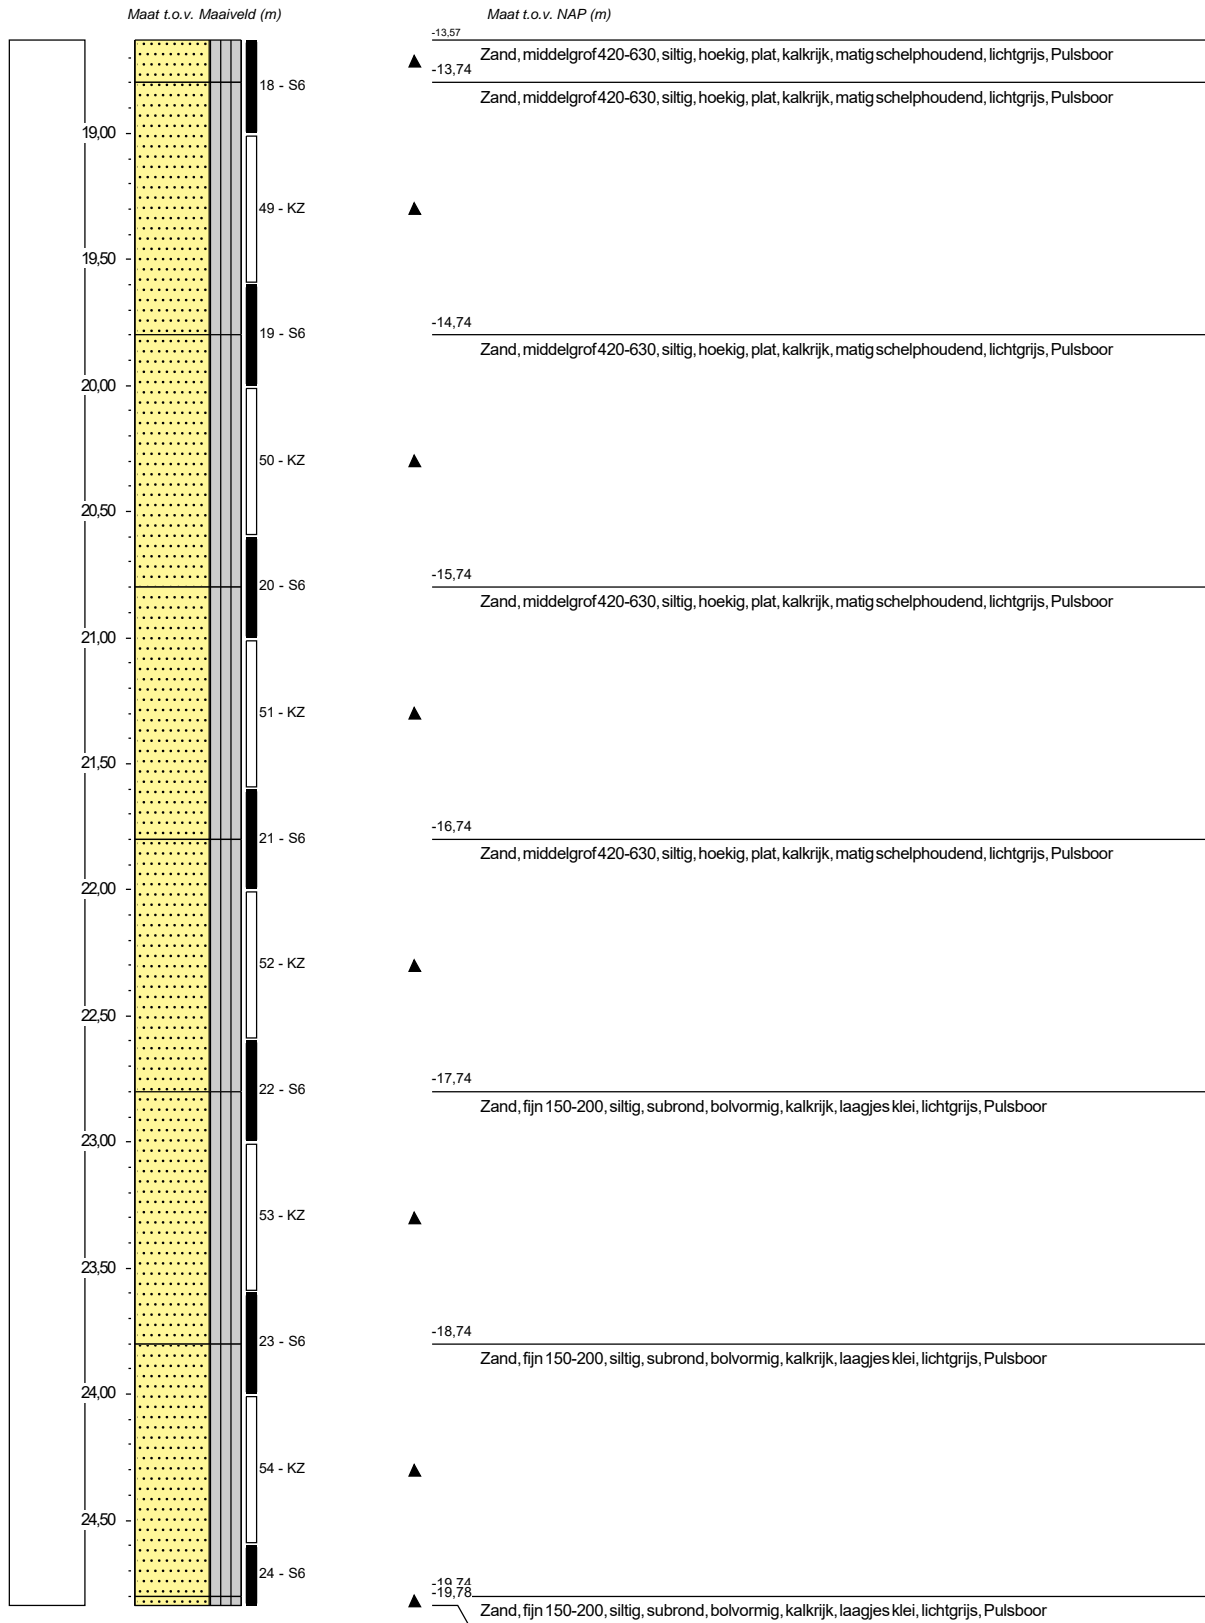 Maat t.o.v. Maaiveld (m) Maat t.o.v. NAP (m)
-13,57
Zand, middelgrof 420-630, siltig, hoekig, plat, kalkrijk, matig schelphoudend, lichtgrijs, Pulsboor
-13,74
18 - S6
Zand, middelgrof 420-630, siltig, hoekig, plat, kalkrijk, matig schelphoudend, lichtgrijs, Pulsboor
19,00
49 - KZ
19,50
-14,74
19 - S6
Zand, middelgrof 420-630, siltig, hoekig, plat, kalkrijk, matig schelphoudend, lichtgrijs, Pulsboor
20,00
50 - KZ
20,50
-15,74
20 - S6
Zand, middelgrof 420-630, siltig, hoekig, plat, kalkrijk, matig schelphoudend, lichtgrijs, Pulsboor
21,00
51 - KZ
21,50
-16,74
21 - S6
Zand, middelgrof 420-630, siltig, hoekig, plat, kalkrijk, matig schelphoudend, lichtgrijs, Pulsboor
22,00
52 - KZ
22,50
-17,74
22 - S6
Zand, fijn 150-200, siltig, subrond, bolvormig, kalkrijk, laagjes klei, lichtgrijs, Pulsboor
23,00
53 - KZ
23,50
-18,74
23 - S6
Zand, fijn 150-200, siltig, subrond, bolvormig, kalkrijk, laagjes klei, lichtgrijs, Pulsboor
24,00
54 - KZ
24,50
24 - S6
-19,74
-19,78
Zand, fijn 150-200, siltig, subrond, bolvormig, kalkrijk, laagjes klei, lichtgrijs, Pulsboor